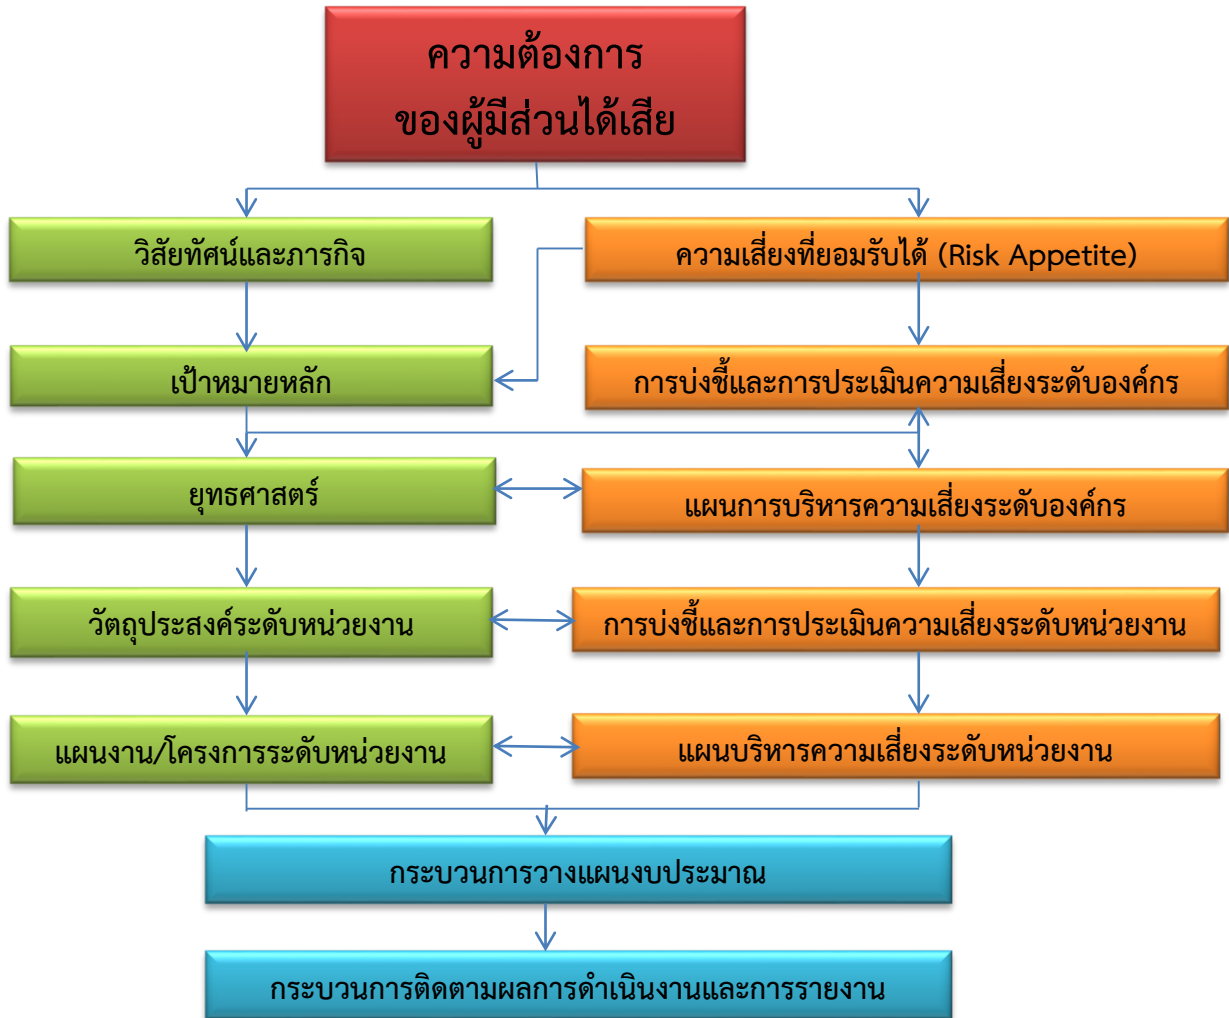 ความต้องการ
ของผู้มีส่วนได้เสีย
วิสัยทัศน์และภารกิจ
ความเสี่ยงที่ยอมรับได้ (Risk Appetite)
เป้าหมายหลัก
การบ่งชี้และการประเมินความเสี่ยงระดับองค์กร
ยุทธศาสตร์
แผนการบริหารความเสี่ยงระดับองค์กร
วัตถุประสงค์ระดับหน่วยงาน
การบ่งชี้และการประเมินความเสี่ยงระดับหน่วยงาน
แผนงาน/โครงการระดับหน่วยงาน
แผนบริหารความเสี่ยงระดับหน่วยงาน
กระบวนการวางแผนงบประมาณ
กระบวนการติดตามผลการดำเนินงานและการรายงาน